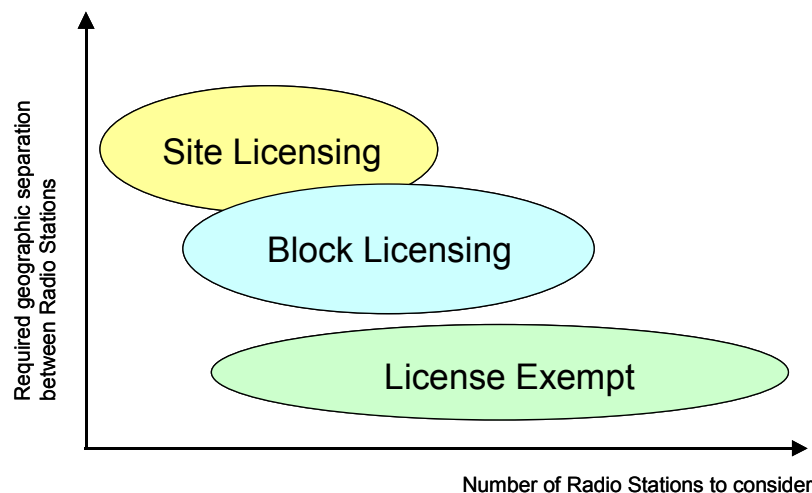 Required geographic separation
between Radio Stations
Site Licensing
Block Licensing
License Exempt
Number of Radio Stations to consider